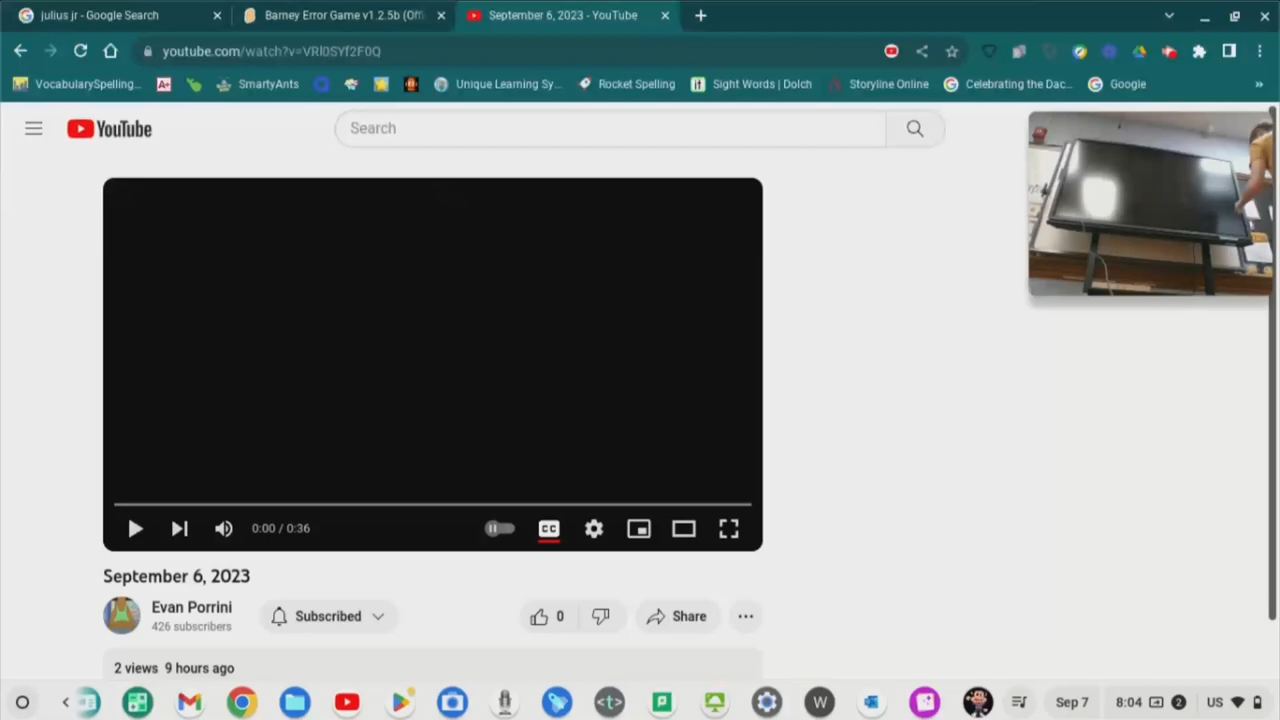 julius jr - Google Search
Barney Error Game v1.2.5b (Offi
September 6, 2023 - YouTube
youtube.com/watch?v=VRl0SYf2F0Q
VocabularySpelling...
A+
SmartyAnts
Unique Learning Sy...
Rocket Spelling
it
Sight Words | Dolch
Storyline Online
Celebrating the Dac...
Google
»
YouTube
Search
0:00 / 0:36
CC
September 6, 2023
Evan Porrini
426 subscribers
Subscribed
0
Share
2 views 9 hours ago
<t>
W
Sep 7
8:04
2
US